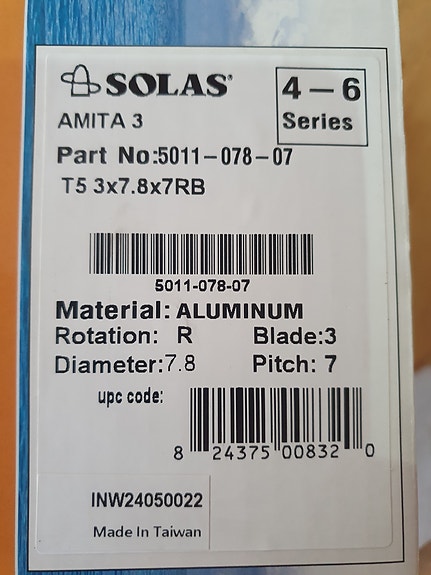 SOLAS®
4-6
Series
AMITA 3
Part No:5011-078-07
T5 3x7.8x7RB
5011-078-07
Material: ALUMINUM
Rotation: R Blade:3
Diameter:7.8 Pitch: 7
upc code:
8 24375 00832 0
INW24050022
Made In Taiwan